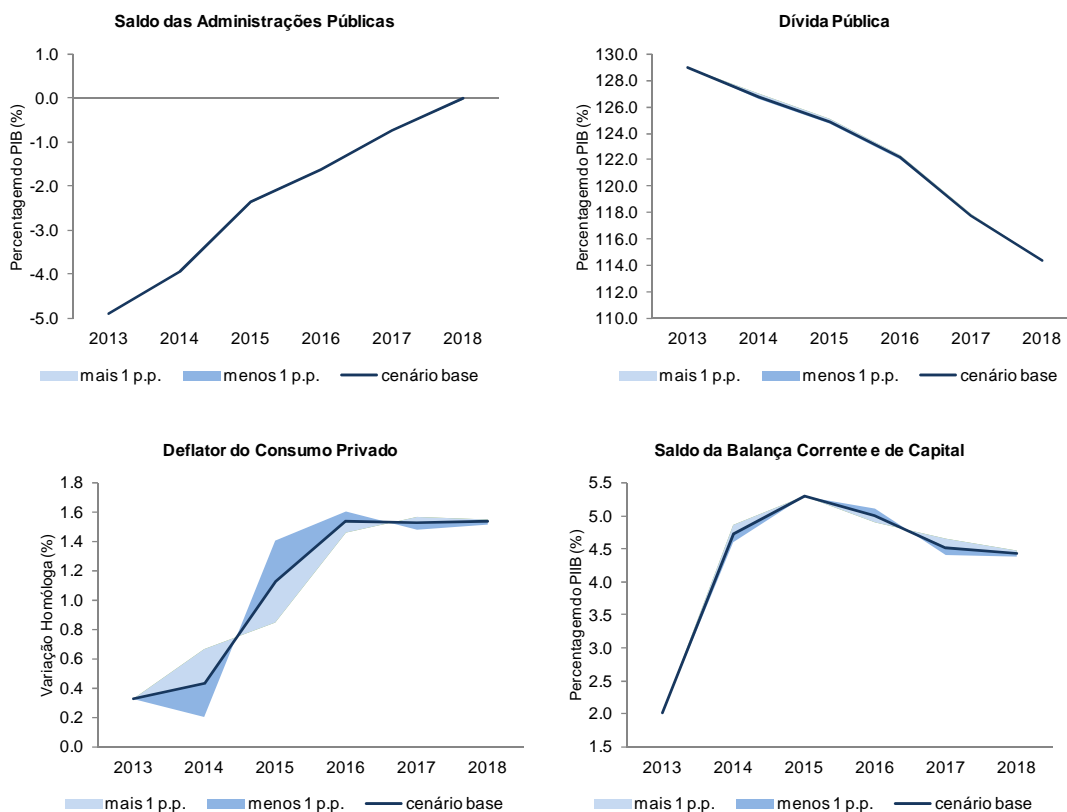 Saldo das Administrações Públicas
Percentagemdo PIB (%)
1.0
0.0
-1.0
-2.0
-3.0
-4.0
-5.0
2013 2014 2015 2016 2017 2018
mais 1 p.p. menos 1 p.p. cenário base
Dívida Pública
Percentagemdo PIB (%)
130.0
128.0
126.0
124.0
122.0
120.0
118.0
116.0
114.0
112.0
110.0
2013 2014 2015 2016 2017 2018
mais 1 p.p. menos 1 p.p. cenário base
Deflator do Consumo Privado
Variação Homóloga (%)
1.8
1.6
1.4
1.2
1.0
0.8
0.6
0.4
0.2
0.0
2013 2014 2015 2016 2017 2018
mais 1 p.p. menos 1 p.p. cenário base
Saldo da Balança Corrente e de Capital
Percentagemdo PIIB (%)
5.5
5.0
4.5
4.0
3.5
3.0
2.5
2.0
1.5
2013 2014 2015 2016 2017 2018
mais 1 p.p. menos 1 p.p. cenário base